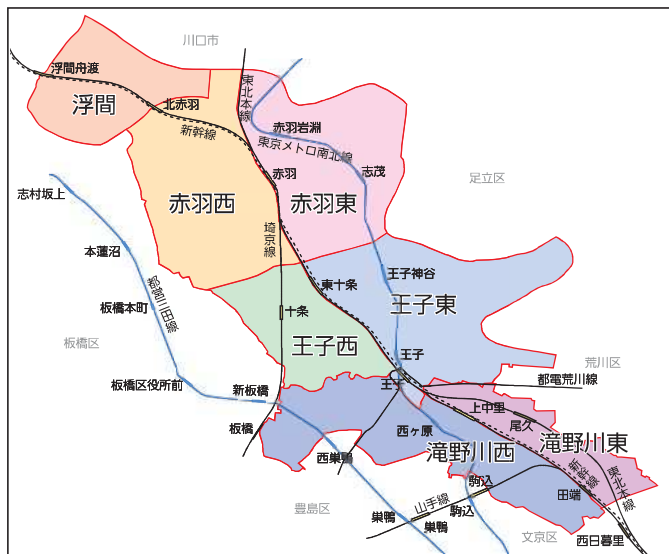 川口市
浮間舟渡
浮間
北赤羽
新幹線
東北本線
赤羽岩淵
東京メトロ南北線
志茂
赤羽
足立区
志村坂上
赤羽西
赤羽東
埼京線
本蓮沼
都営三田線
王子神谷
東十条
王子東
板橋本町
十条
王子西
板橋区
王子
荒川区
板橋区役所前
新板橋
王子
都電荒川線
上中里
尾久
板橋
西ヶ原
滝野川東
西巣鴨
滝野川西
新幹線
東北本線
駒込
田端
山手線
駒込
豊島区
巣鴨
巣鴨
文京区
西日暮里